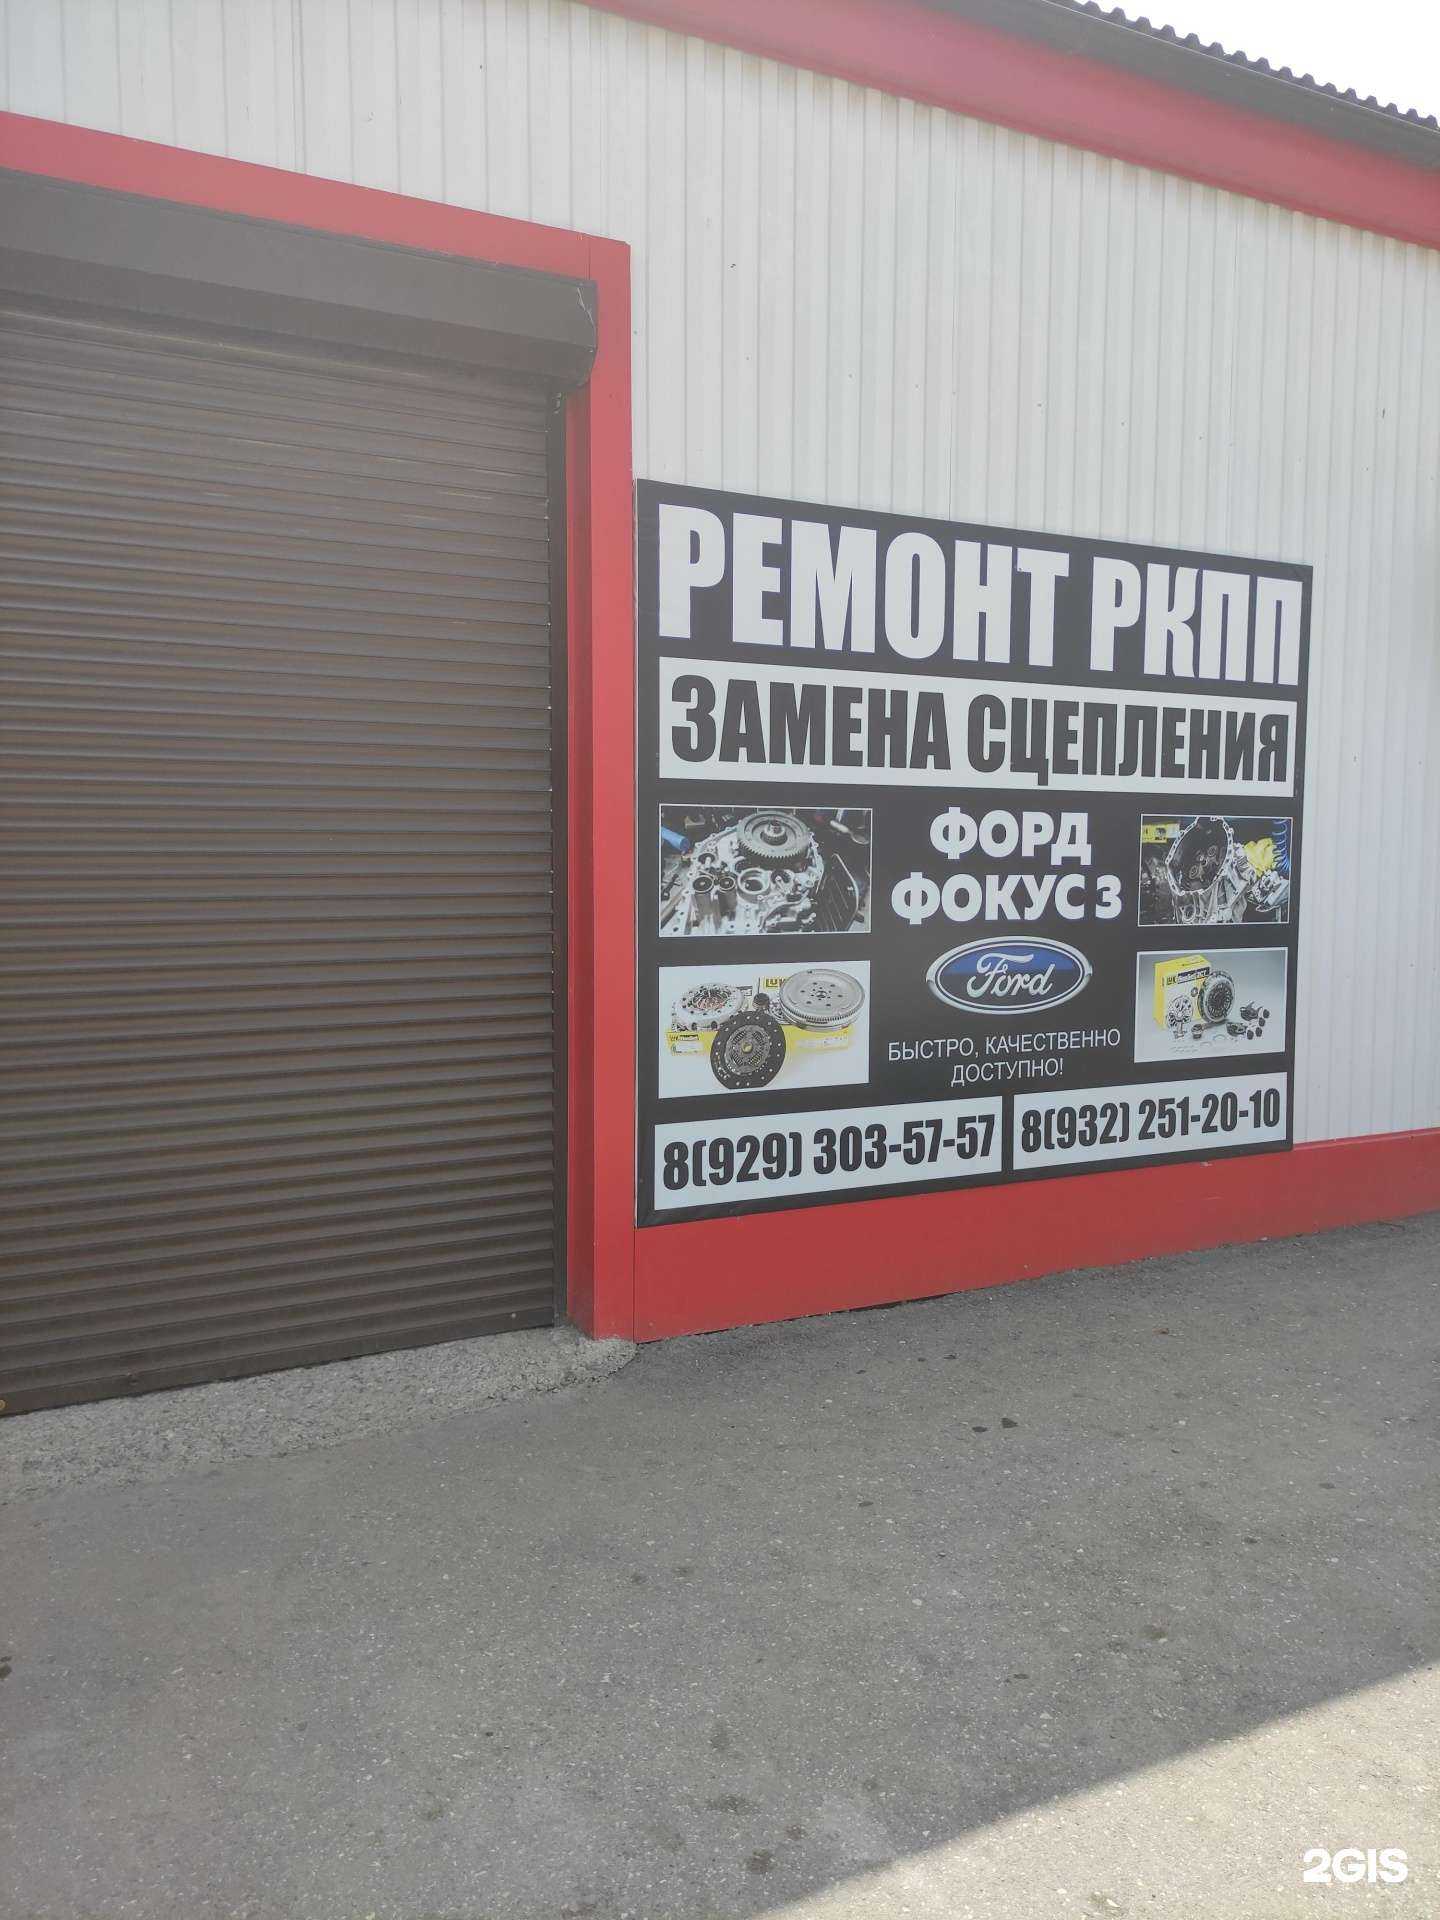 РЕМОНТ РКПП
ЗАМЕНА СЦЕПЛЕНИЯ
ФОРД
ФОКУС 3
Ford
БЫСТРО, КАЧЕСТВЕННО
ДОСТУПНО!
8(929) 303-57-57
8(932) 251-20-10
2GIS